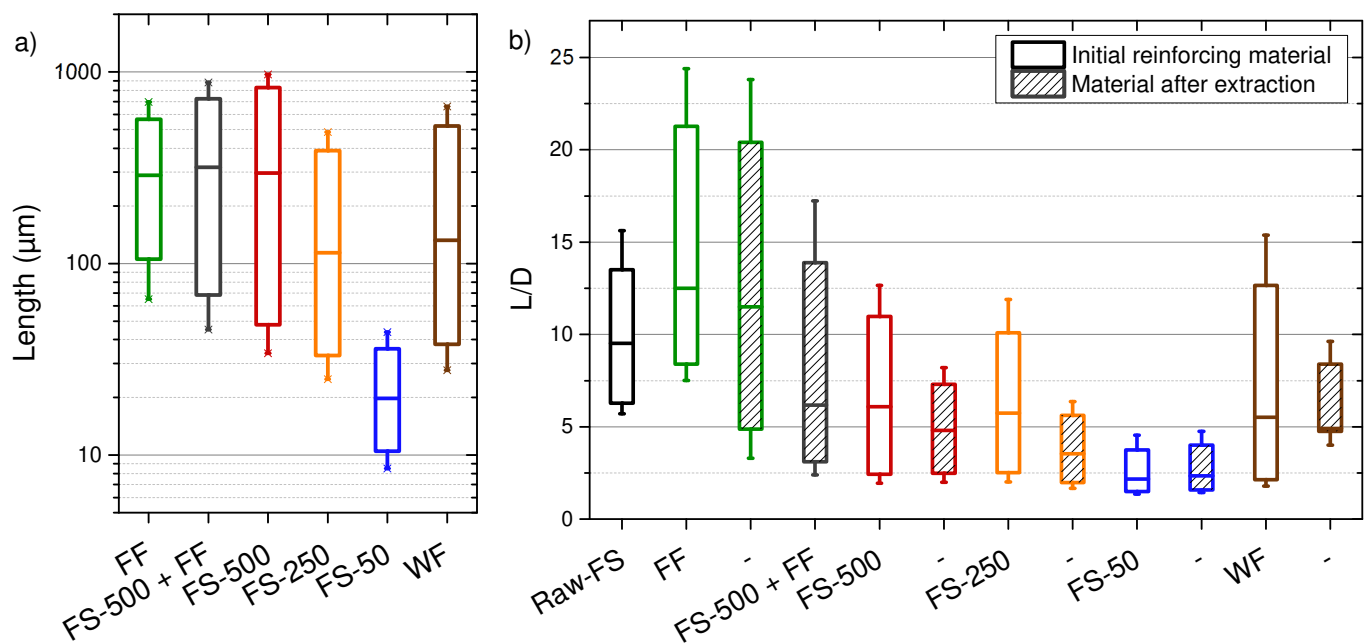 a)
1000
100
10
Length (µm)
FF
FS-500 + FF
FS-500
FS-250
FS-50
WF
b)
25
20
15
10
5
0
L/D
Initial reinforcing material
Material after extraction
Raw-FS
FF
-
FS-500 + FF
FS-500
-
FS-250
-
FS-50
-
WF
-